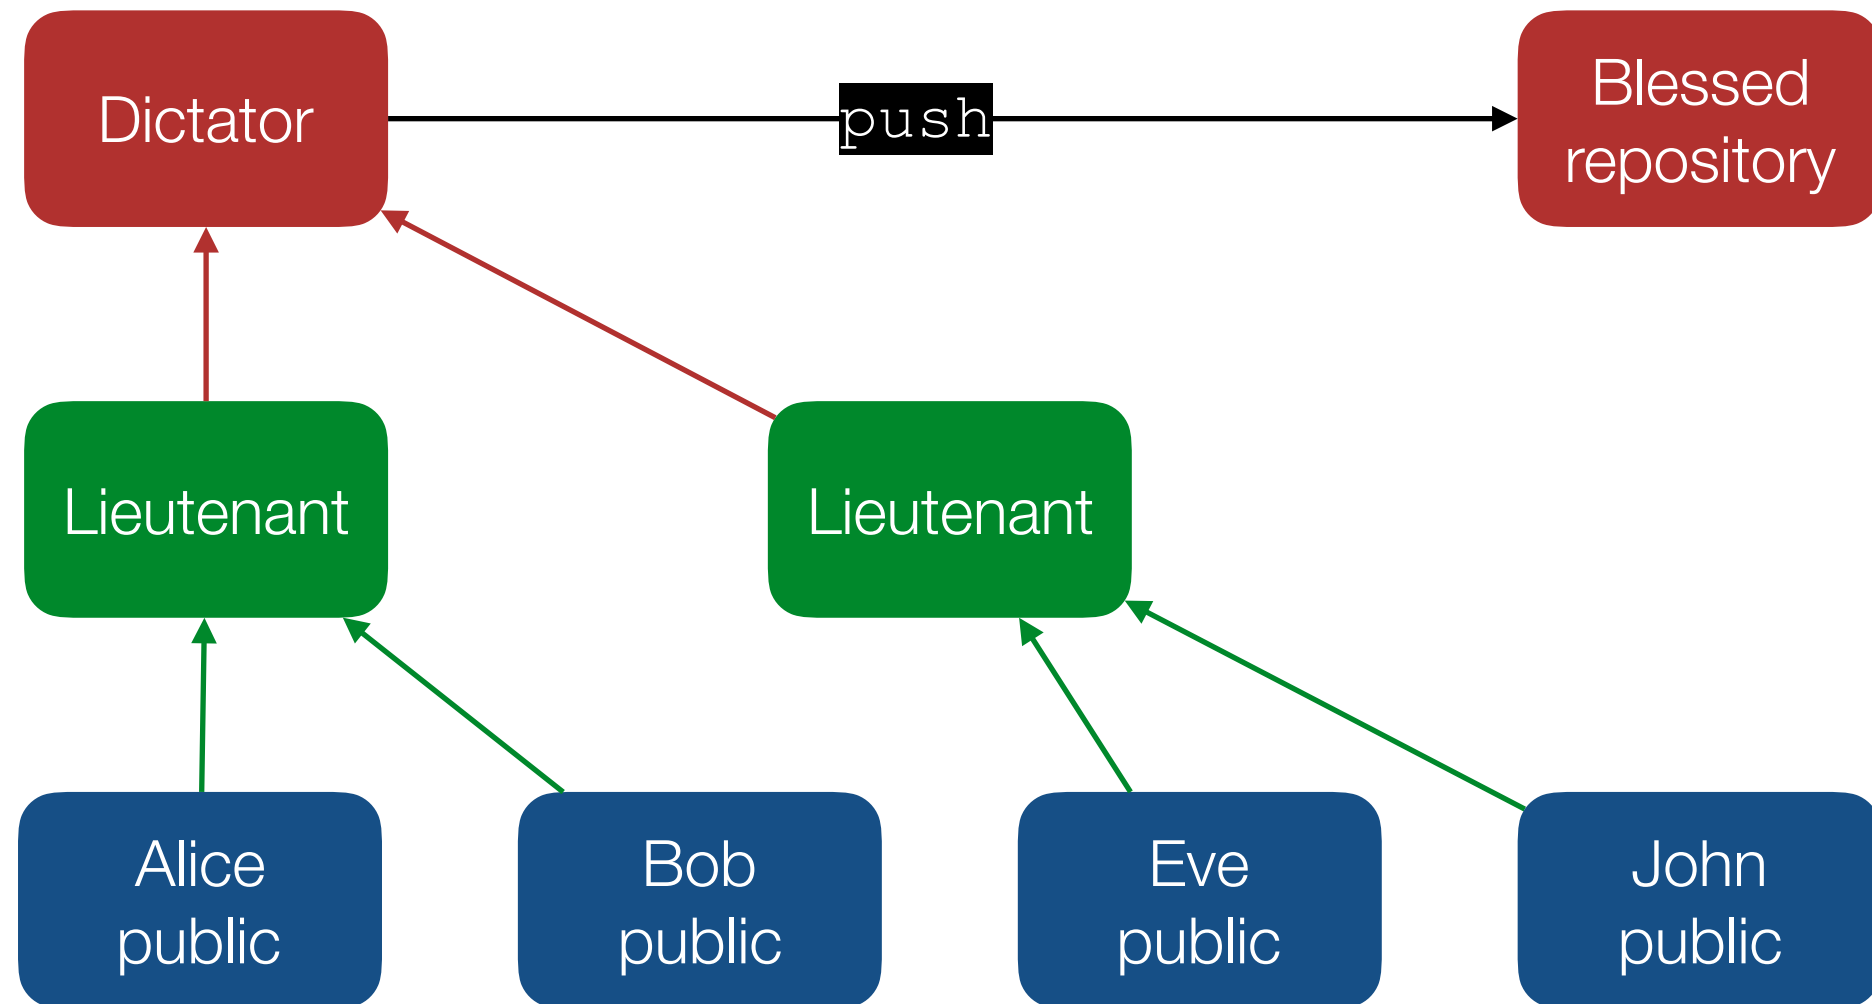 Dictator
push
Blessed
repository
Lieutenant
Lieutenant
Alice
public
Bob
public
Eve
public
John
public